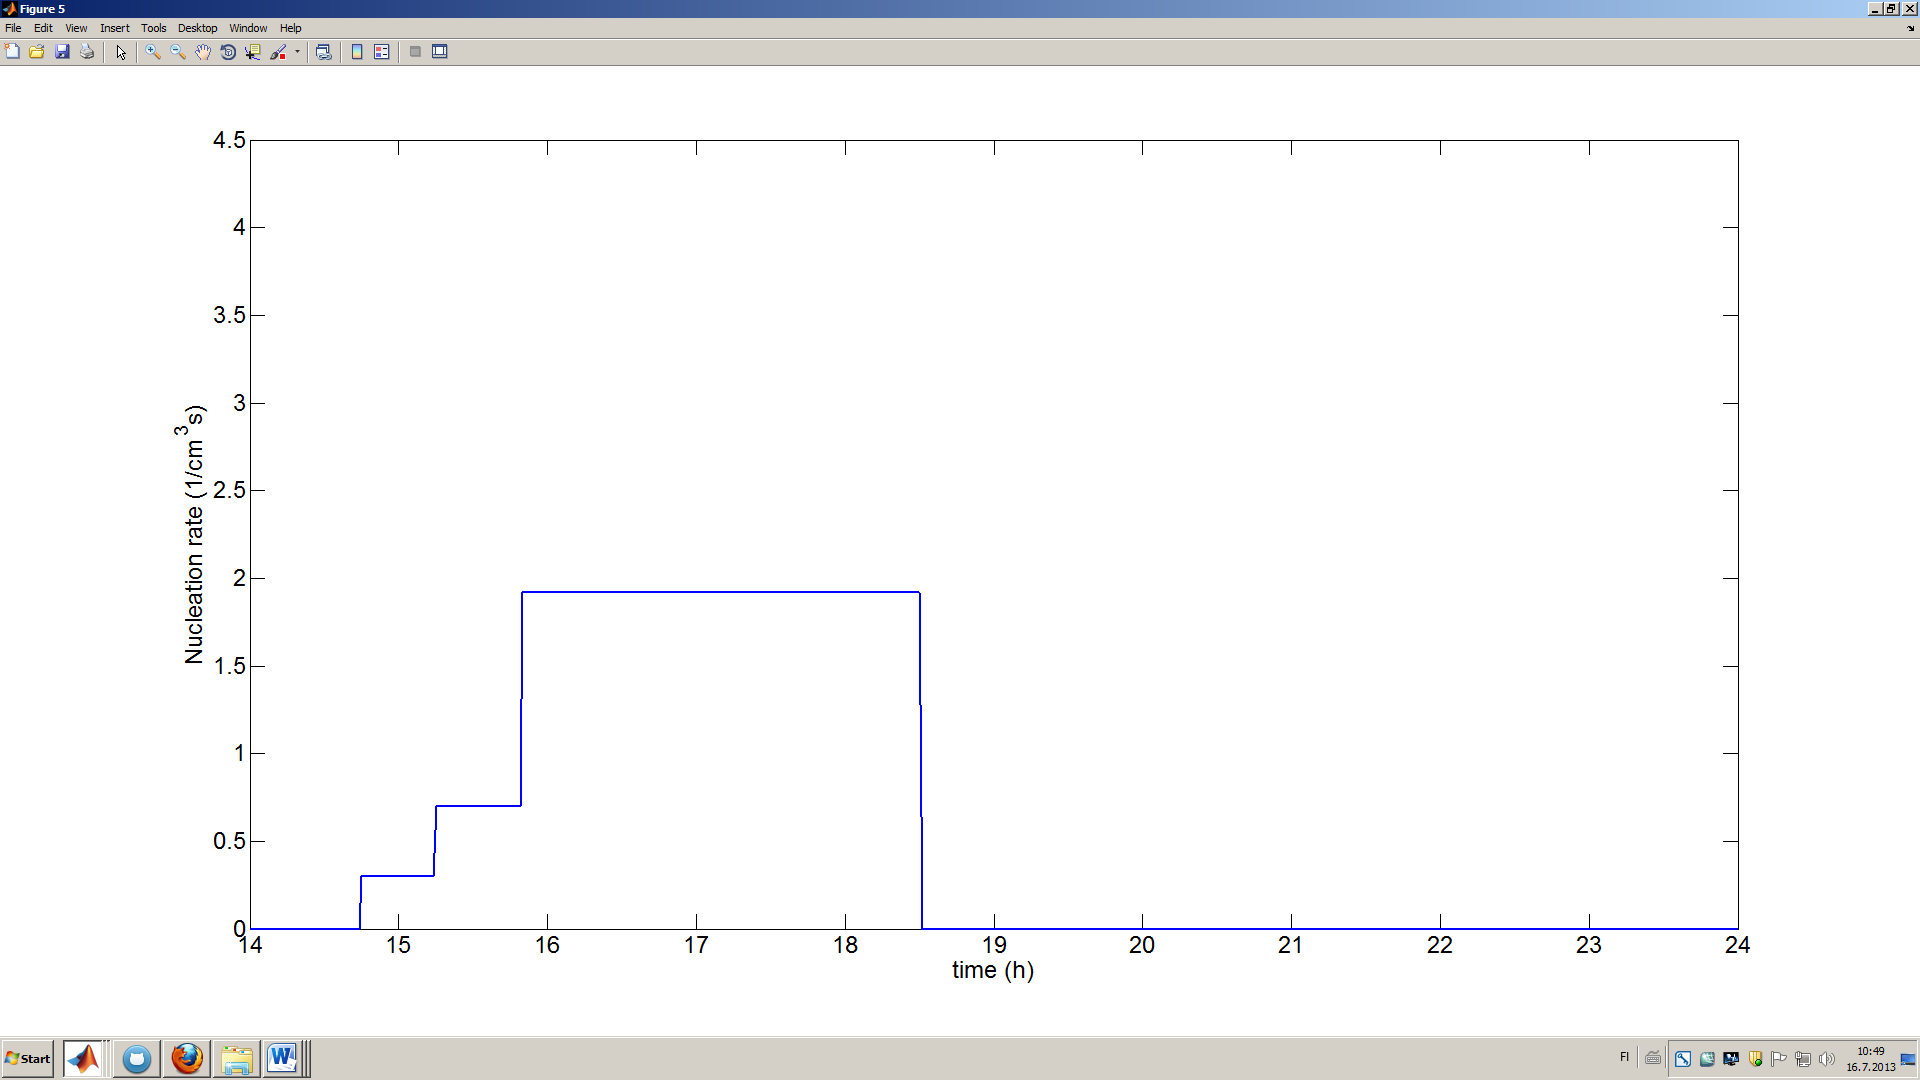 Figure 5
File Edit View Insert Tools Desktop Window Help
4.5
4
3.5
3
2.5
2
1.5
1
0.5
0
Nucleation rate (1/cm³s)
14 15 16 17 18 19 20 21 22 23 24
time (h)
Start
FI
10:49
16.7.2013